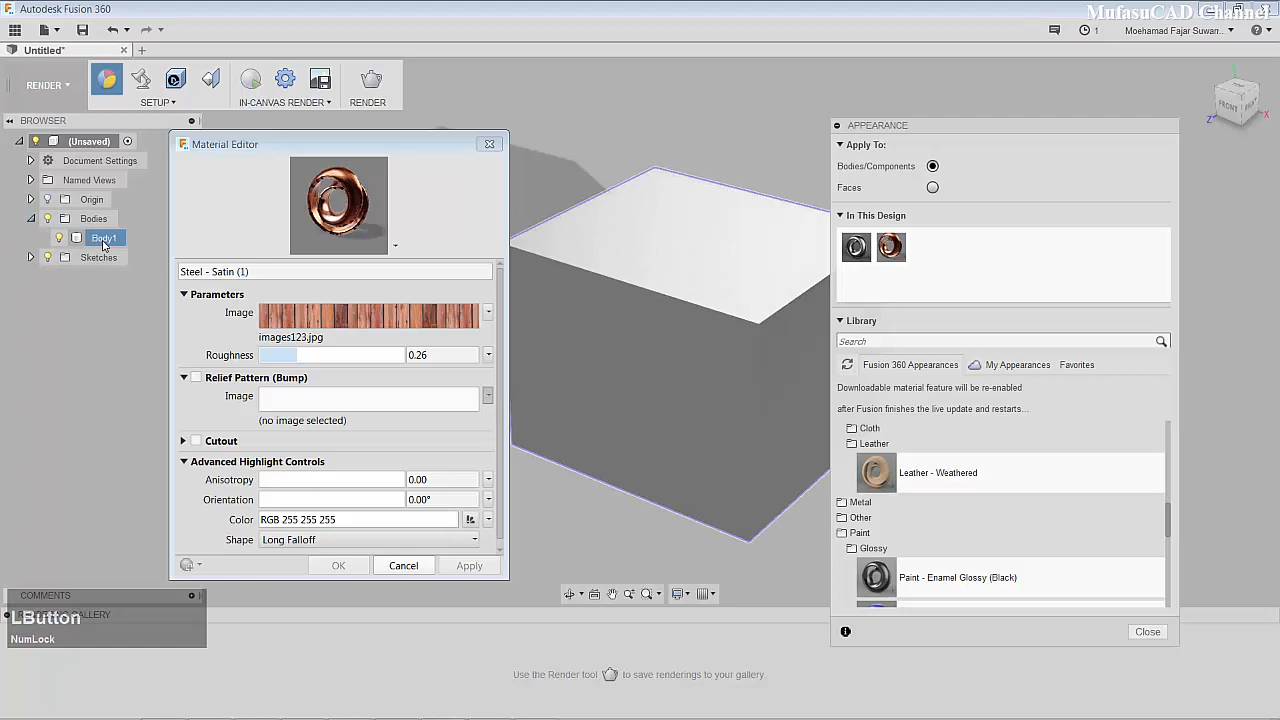 Autodesk Fusion 360
MufasuCAD Channel
1
Moehamad Fajar Suwan...
Untitled*
RENDER
SETUP
IN-CANVAS RENDER
RENDER
BROWSER
(Unsaved)
Document Settings
Named Views
Origin
Bodies
Body1
Sketches
Material Editor
Steel - Satin (1)
Parameters
Image
images123.jpg
Roughness 0.26
Relief Pattern (Bump)
Image
(no image selected)
Cutout
Advanced Highlight Controls
Anisotropy 0.00
Orientation 0.00°
Color RGB 255 255 255
Shape Long Falloff
OK Cancel Apply
FRONT
Z X
APPEARANCE
Apply To:
Bodies/Components
Faces
In This Design
Library
Search
Fusion 360 Appearances My Appearances Favorites
Downloadable material feature will be re-enabled
after Fusion finishes the live update and restarts...
Cloth
Leather
Leather - Weathered
Metal
Other
Paint
Glossy
Paint - Enamel Glossy (Black)
Close
COMMENTS
GALLERY
LButton
NumLock
Use the Render tool to save renderings to your gallery.